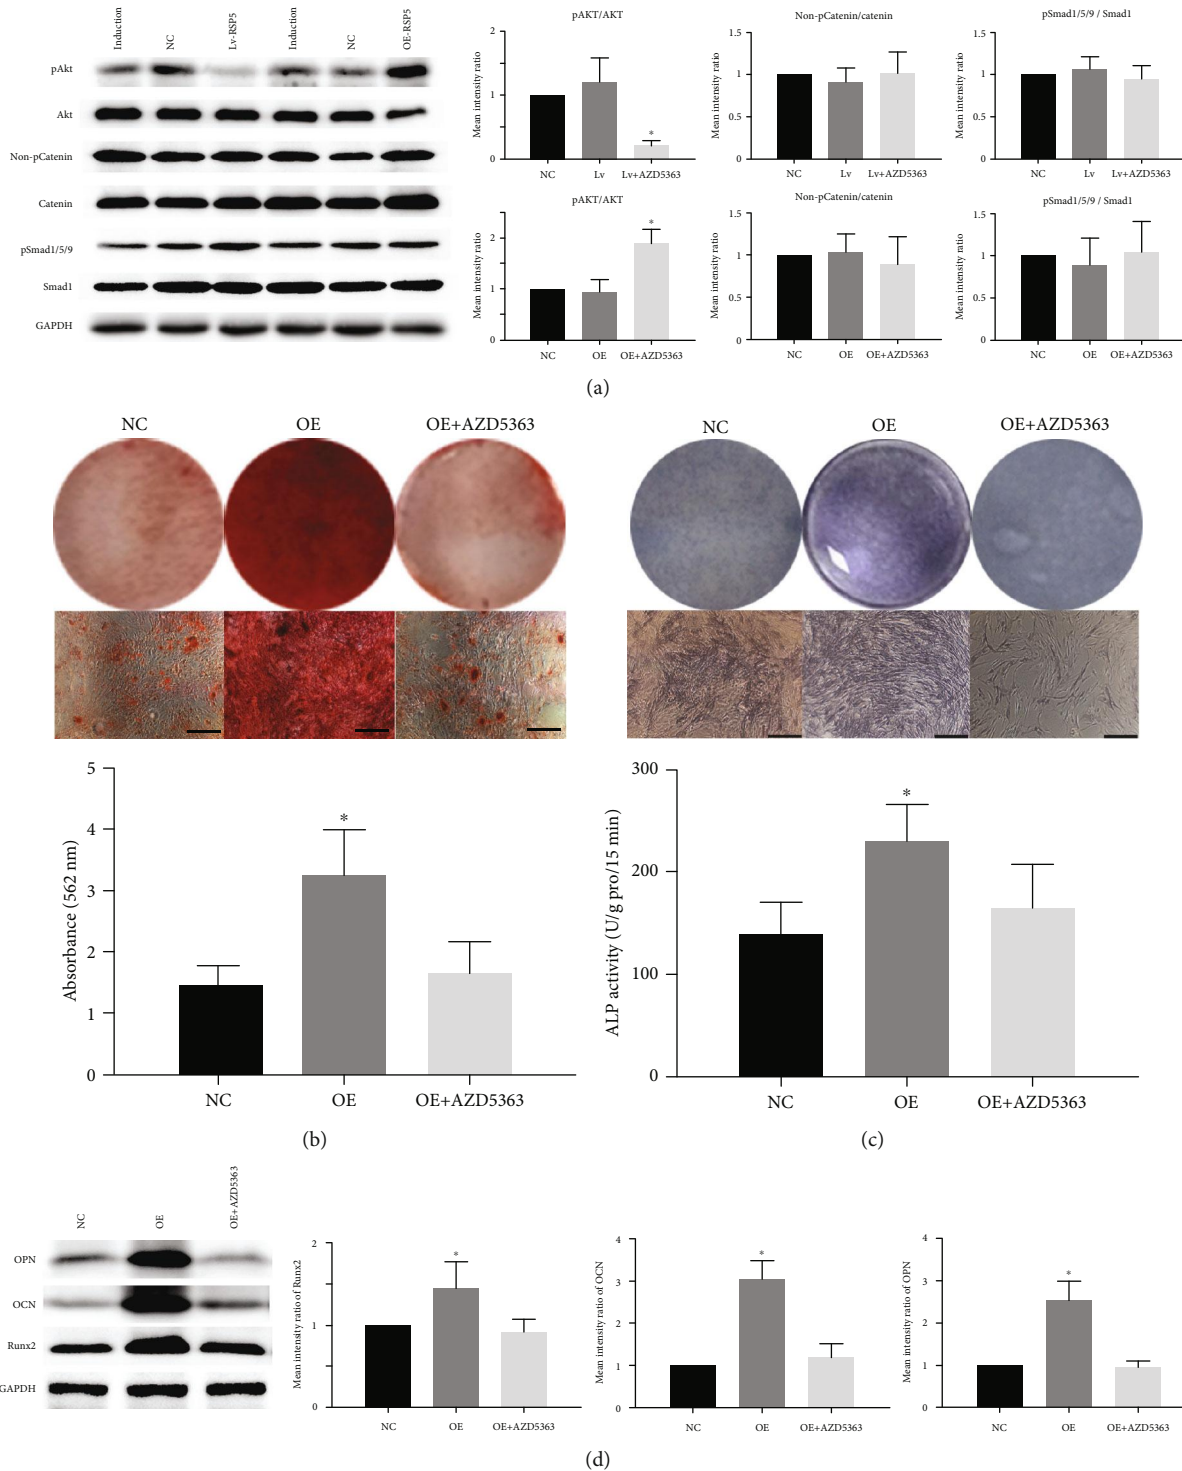 Induction
NC
Lv-RSP5
Induction
NC
OE-RSP5
pAkt
Akt
Non-pCatenin
Catenin
pSmad1/5/9
Smad1
GAPDH
pAKT/AKT
Mean intensity ratio
3
2
1
0
NC
Lv
*
Lv+AZD5363
Non-pCatenin/catenin
Mean intensity ratio
1.5
1
0.5
0
NC
Lv
Lv+AZD5363
pSmad1/5/9 / Smad1
Mean intensity ratio
1.5
1
0.5
0
NC
Lv
Lv+AZD5363
pAKT/AKT
Mean intensity ratio
2
1
0
*
NC
OE
OE+AZD5363
Non-pCatenin/catenin
Mean intensity ratio
1.5
1
0.5
0
NC
OE
OE+AZD5363
pSmad1/5/9 / Smad1
Mean intensity ratio
1.5
1
0.5
0
NC
OE
OE+AZD5363
(a)
NC
OE
OE+AZD5363
Absorbance (562 nm)
5
4
3
2
1
0
*
NC
OE
OE+AZD5363
(b)
NC
OE
OE+AZD5363
ALP activity (U/g pro/15 min)
300
200
100
0
*
NC
OE
OE+AZD5363
(c)
NC
OE
OE+AZD5363
OPN
OCN
Runx2
GAPDH
Mean intensity ratio of Runx2
2
1
0
*
NC
OE
OE+AZD5363
Mean intensity ratio of OCN
4
3
2
1
0
*
NC
OE
OE+AZD5363
Mean intensity ratio of OPN
4
3
2
1
0
*
NC
OE
OE+AZD5363
(d)